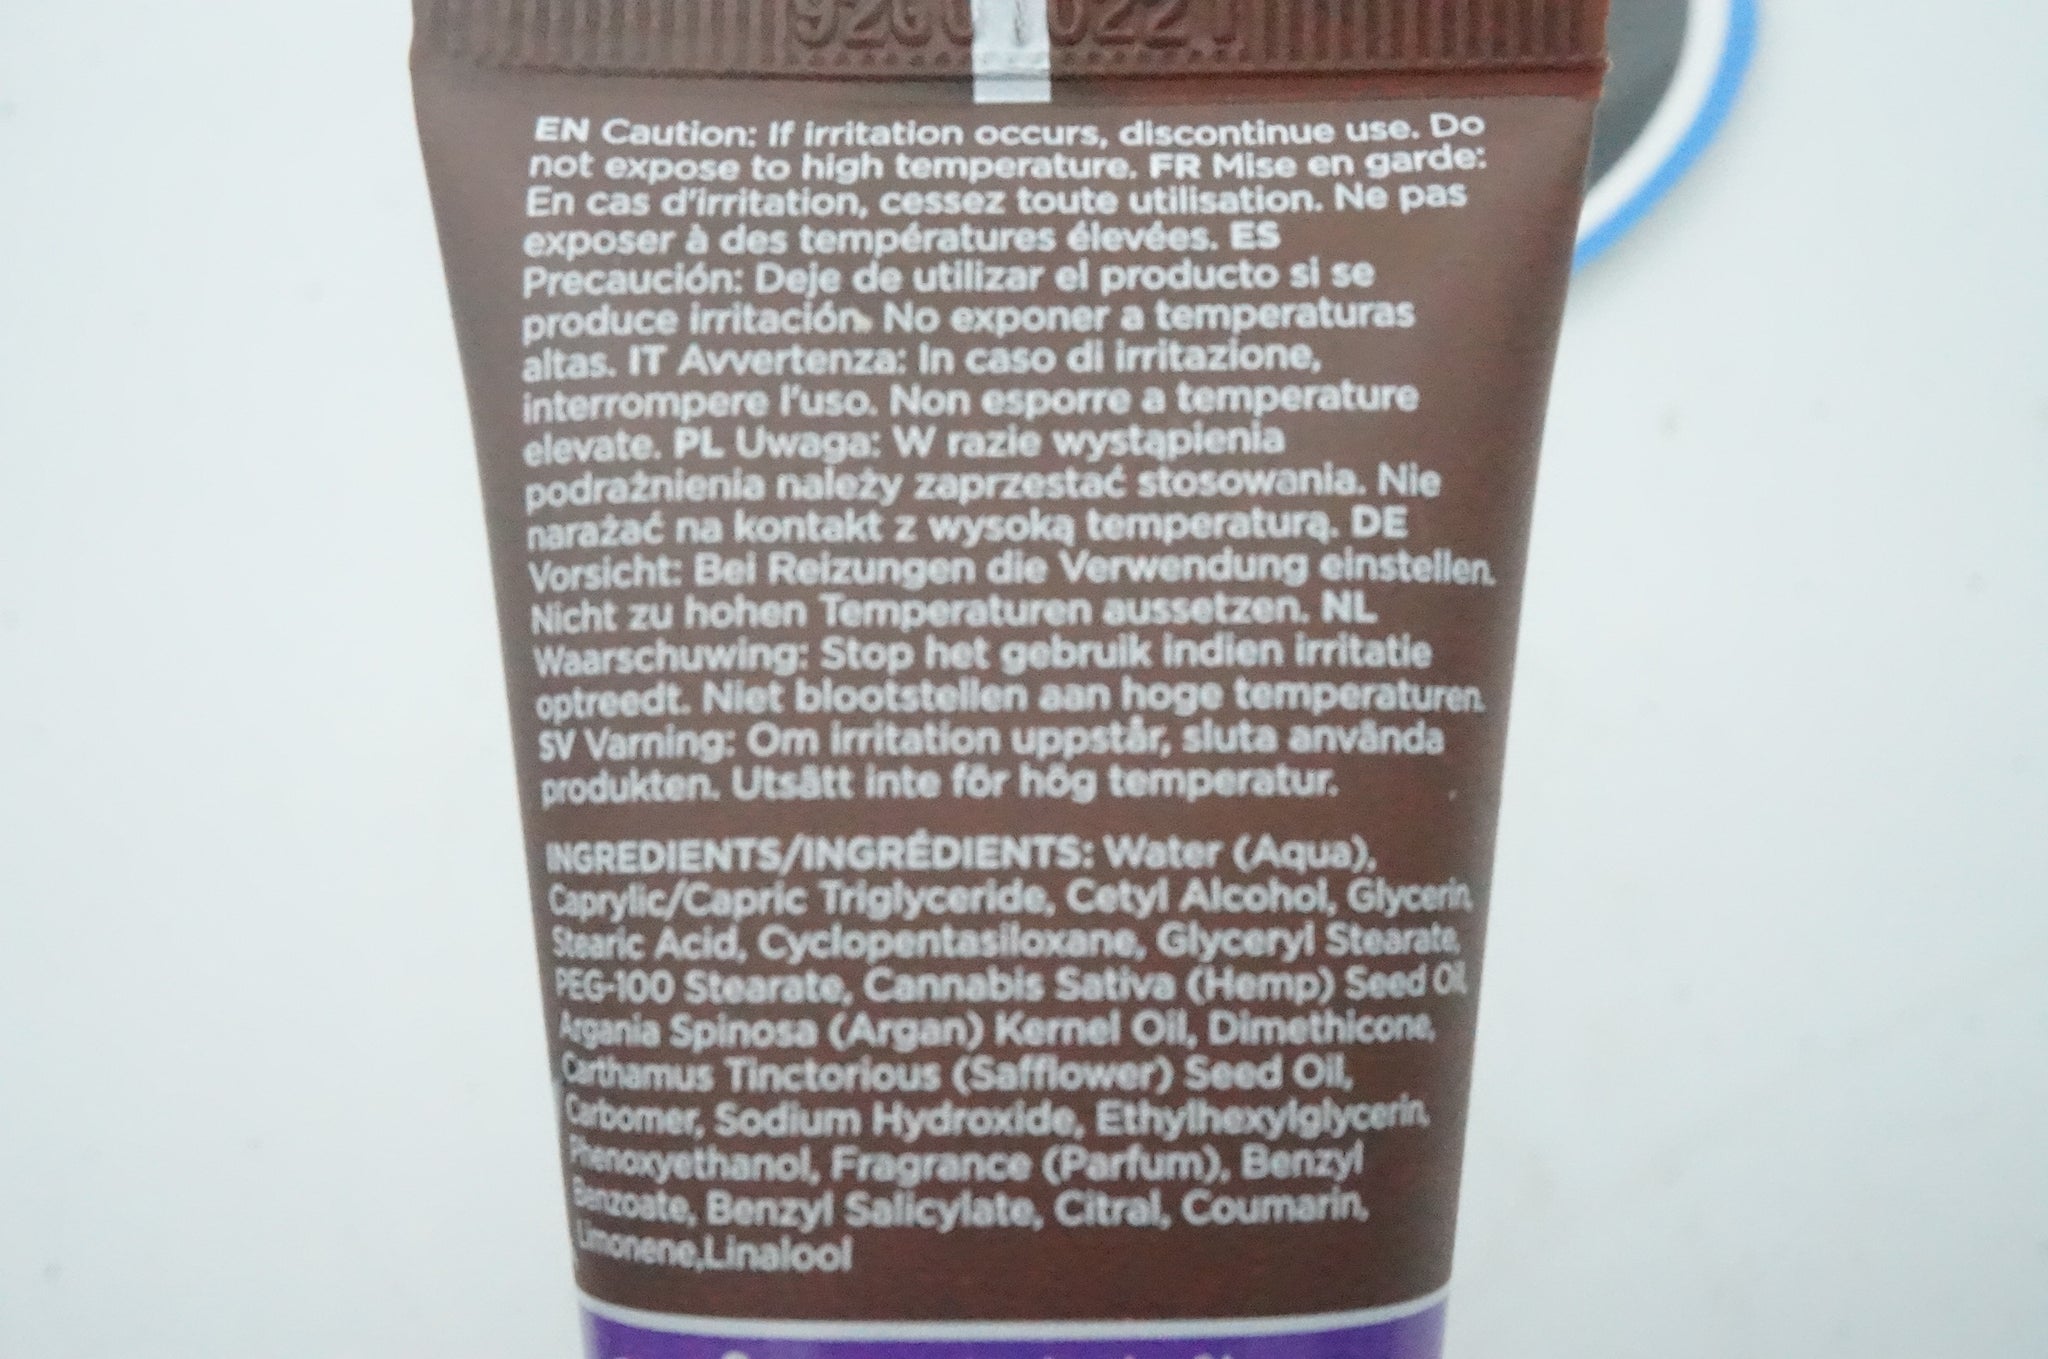 EN Caution: If irritation occurs, discontinue use. Do
not expose to high temperature. FR Mise en garde:
En cas d'irritation, cessez toute utilisation. Ne pas
exposer à des températures élevées. ES
Precaución: Deje de utilizar el producto si se
produce irritación. No exponer a temperaturas
altas. IT Avvertenza: In caso di irritazione,
interrompere l'uso. Non esporre a temperature
elevate. PL Uwaga: W razie wystąpienia
podrażnienia należy zaprzestać stosowania. Nie
narażać na kontakt z wysoką temperaturą. DE
Vorsicht: Bei Reizungen die Verwendung einstellen.
Nicht zu hohen Temperaturen aussetzen. NL
Waarschuwing: Stop het gebruik indien irritatie
optreedt. Niet blootstellen aan hoge temperaturen.
SV Varning: Om irritation uppstår, sluta använda
produkten. Utsätt inte för hög temperatur.
INGREDIENTS/INGRÉDIENTS: Water (Aqua),
Caprylic/Capric Triglyceride, Cetyl Alcohol, Glycerin,
Stearic Acid, Cyclopentasiloxane, Glyceryl Stearate,
PEG-100 Stearate, Cannabis Sativa (Hemp) Seed Oil,
Argania Spinosa (Argan) Kernel Oil, Dimethicone,
Carthamus Tinctorious (Safflower) Seed Oil,
Carbomer, Sodium Hydroxide, Ethylhexylglycerin,
Phenoxyethanol, Fragrance (Parfum), Benzyl
Benzoate, Benzyl Salicylate, Citral, Coumarin,
Limonene,Linalool